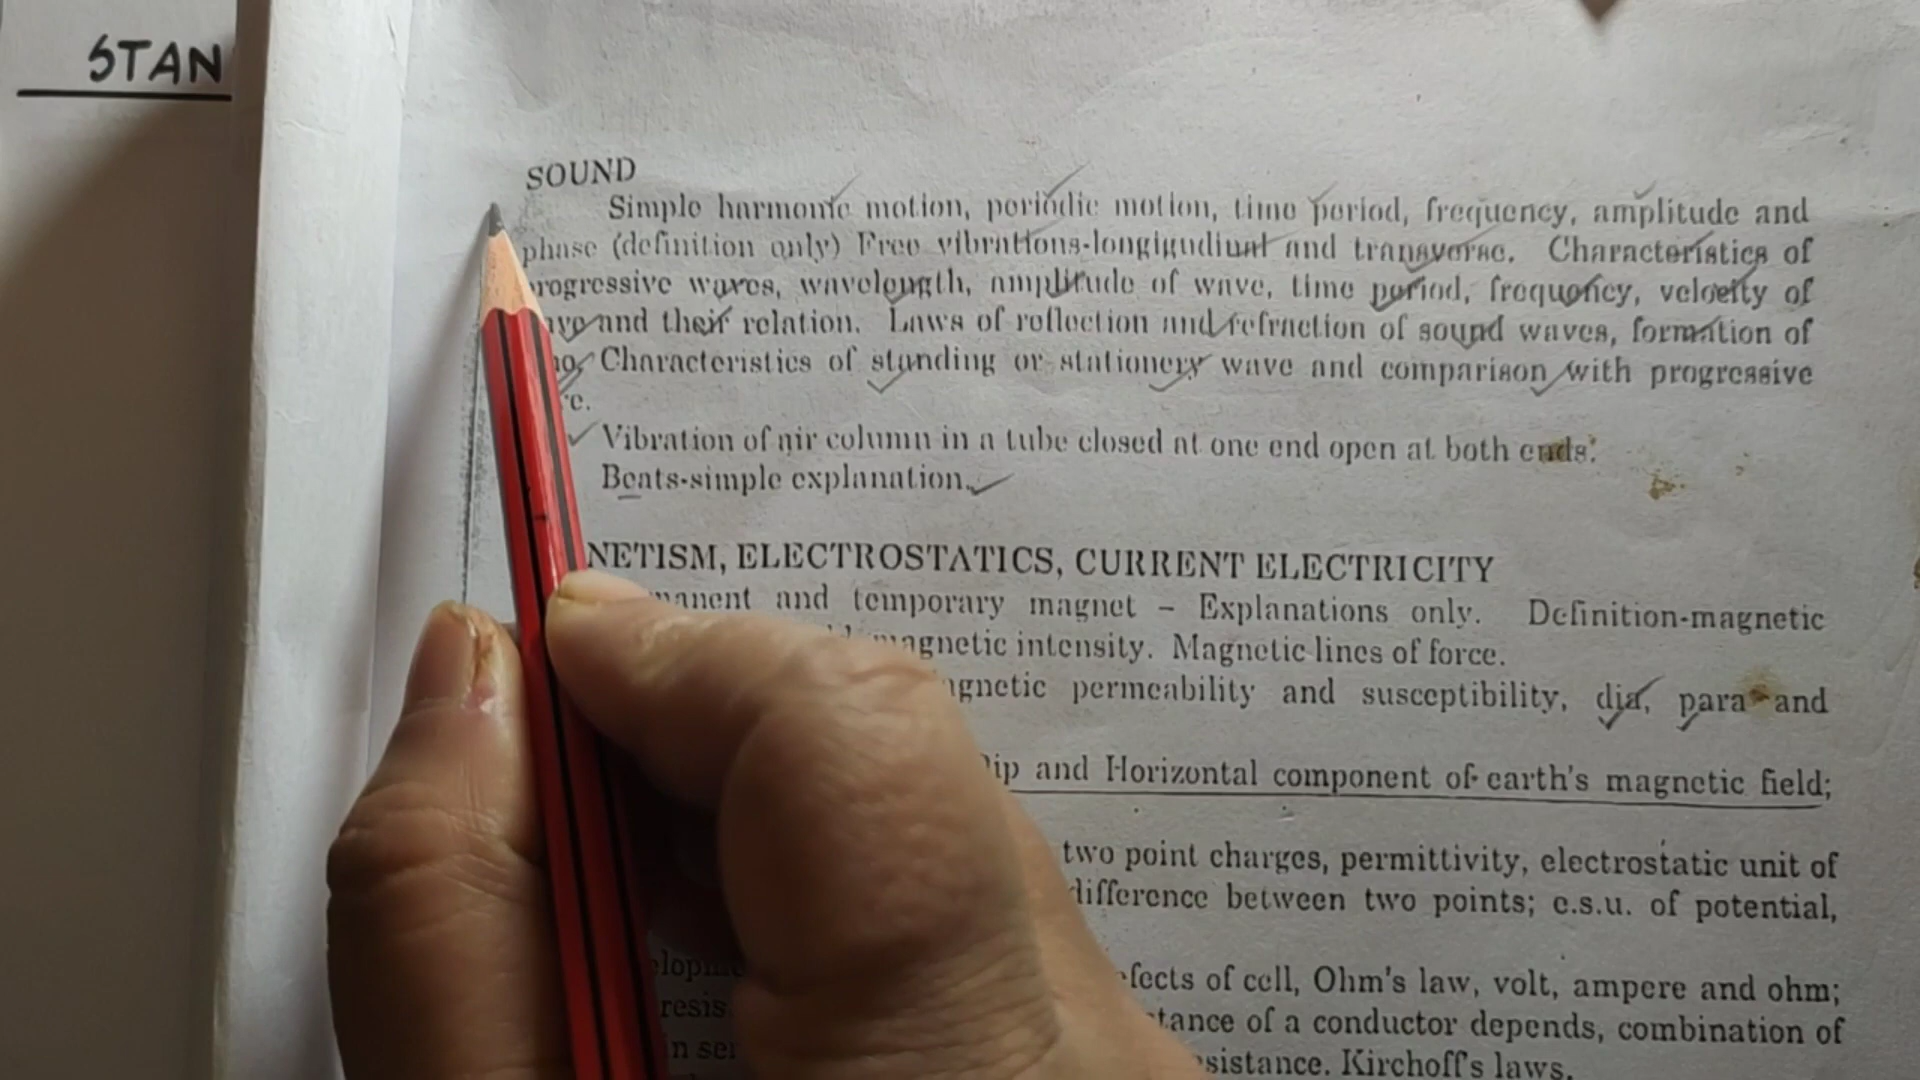 STAN
SOUND
Simple harmonic motion, periodic motion, time period, frequency, amplitude and
phase (definition only) Free vibrations-longigudiunl and transverse. Characteristics of
rogressive waves, wavelength, amplitude of wave, time period, frequency, velocity of
and their relation. Laws of reflection and refraction of sound waves, formation of
Characteristics of standing or stationery wave and comparison with progressive
Vibration of air column in a tube closed at one end open at both ends.
Beats-simple explanation.
NETISM, ELECTROSTATICS, CURRENT ELECTRICITY
manent and temporary magnet – Explanations only. Definition-magnetic
magnetic intensity. Magnetic lines of force.
agnetic permeability and susceptibility, dia, para and
Dip and Horizontal component of earth's magnetic field;
two point charges, permittivity, electrostatic unit of
difference between two points; e.s.u. of potential,
efects of cell, Ohm's law, volt, ampere and ohm;
resis
tance of a conductor depends, combination of
in ser
sistance. Kirchoff's laws.